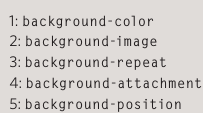 1: background-color
2: background-image
3: background-repeat
4: background-attachment
5: background-position